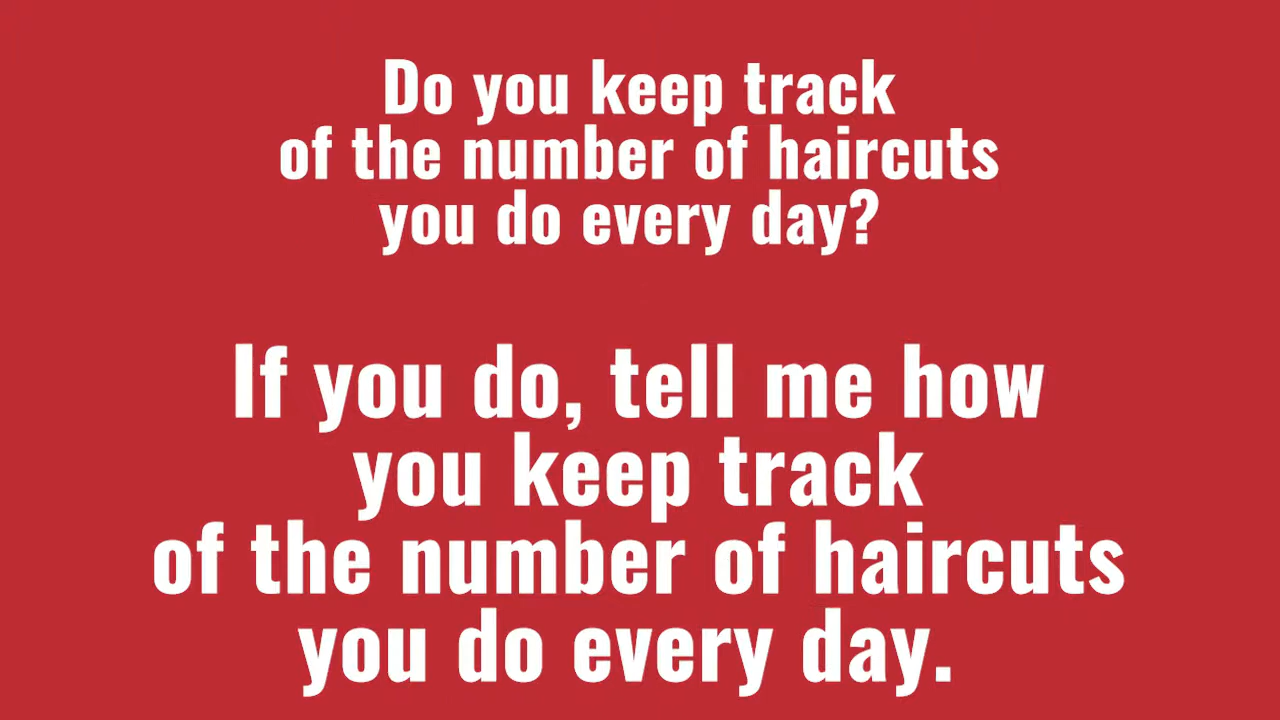 Do you keep track
of the number of haircuts
you do every day?
If you do, tell me how
you keep track
of the number of haircuts
you do every day.